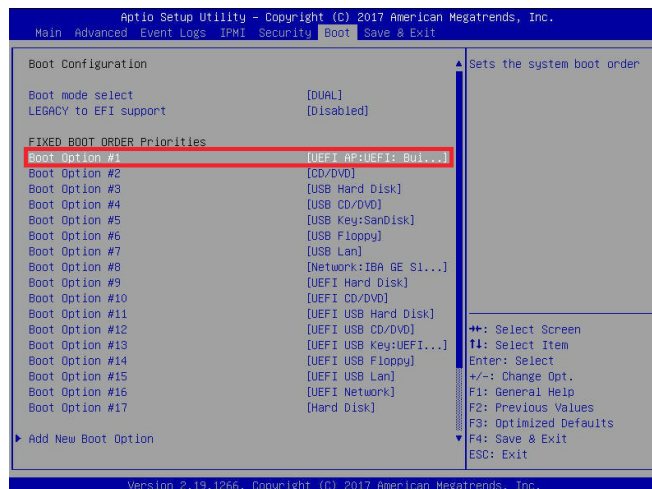 Aptio Setup Utility – Copyright (C) 2017 American Megatrends, Inc.
Main Advanced Event Logs IPMI Security Boot Save & Exit
Boot Configuration
Boot mode select [DUAL]
LEGACY to EFI support [Disabled]
FIXED BOOT ORDER Priorities
Boot Option #1 [UEFI AP:UEFI: Bui...]
Boot Option #2 [CD/DVD]
Boot Option #3 [USB Hard Disk]
Boot Option #4 [USB CD/DVD]
Boot Option #5 [USB Key:SanDisk]
Boot Option #6 [USB Floppy]
Boot Option #7 [USB Lan]
Boot Option #8 [Network:IBA GE Sl...]
Boot Option #9 [UEFI Hard Disk]
Boot Option #10 [UEFI CD/DVD]
Boot Option #11 [UEFI USB Hard Disk]
Boot Option #12 [UEFI USB CD/DVD]
Boot Option #13 [UEFI USB Key:UEFI...]
Boot Option #14 [UEFI USB Floppy]
Boot Option #15 [UEFI USB Lan]
Boot Option #16 [UEFI Network]
Boot Option #17 [Hard Disk]
Add New Boot Option
Sets the system boot order
→←: Select Screen
↑↓: Select Item
Enter: Select
+/-: Change Opt.
F1: General Help
F2: Previous Values
F3: Optimized Defaults
F4: Save & Exit
ESC: Exit
Version 2.19.1266. Copyright (C) 2017 American Megatrends, Inc.